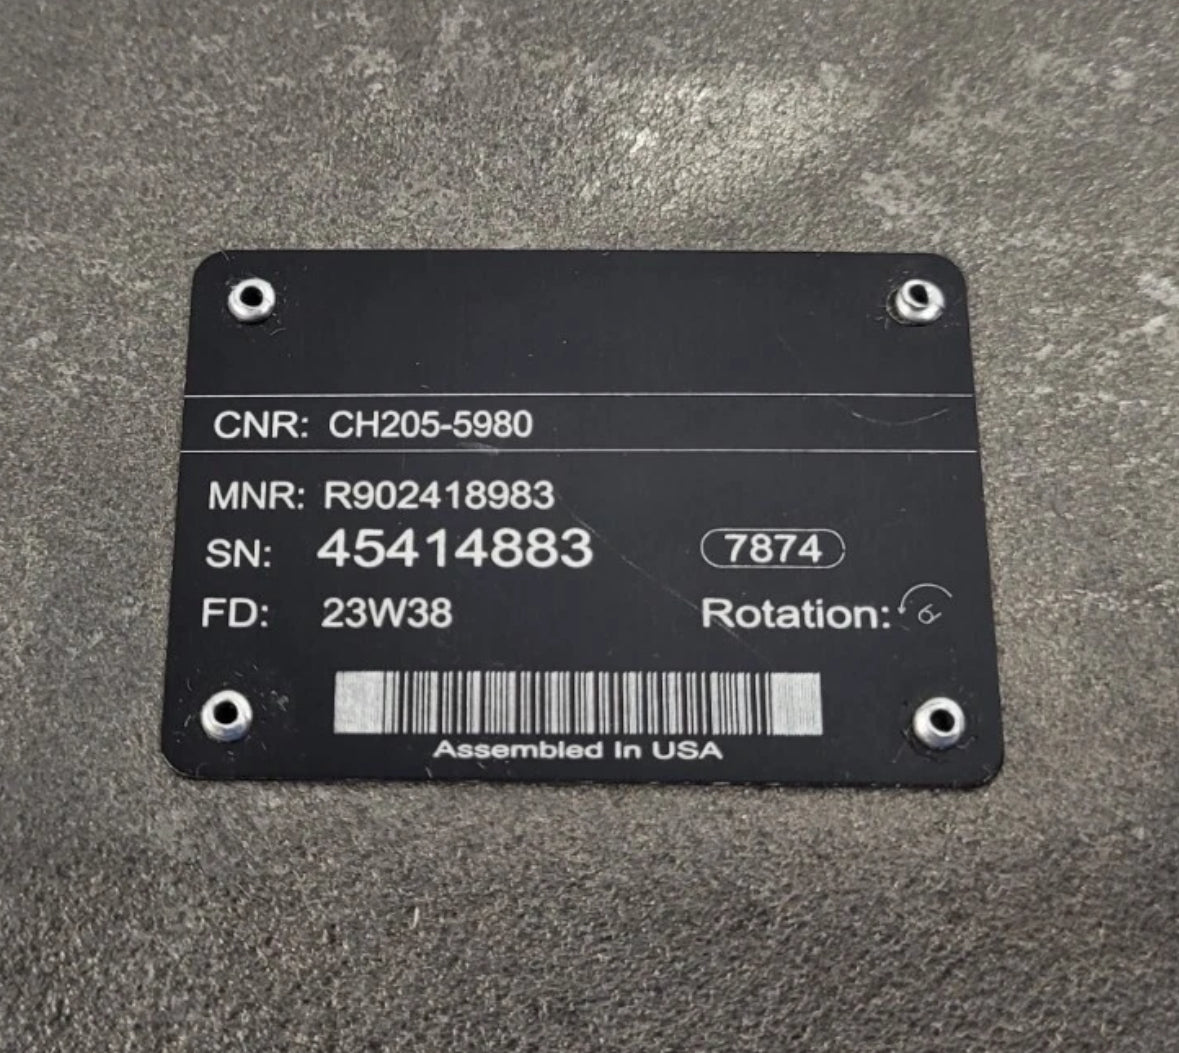 CNR: CH205-5980
MNR: R902418983
SN: 45414883 7874
FD: 23W38 Rotation:
Assembled In USA